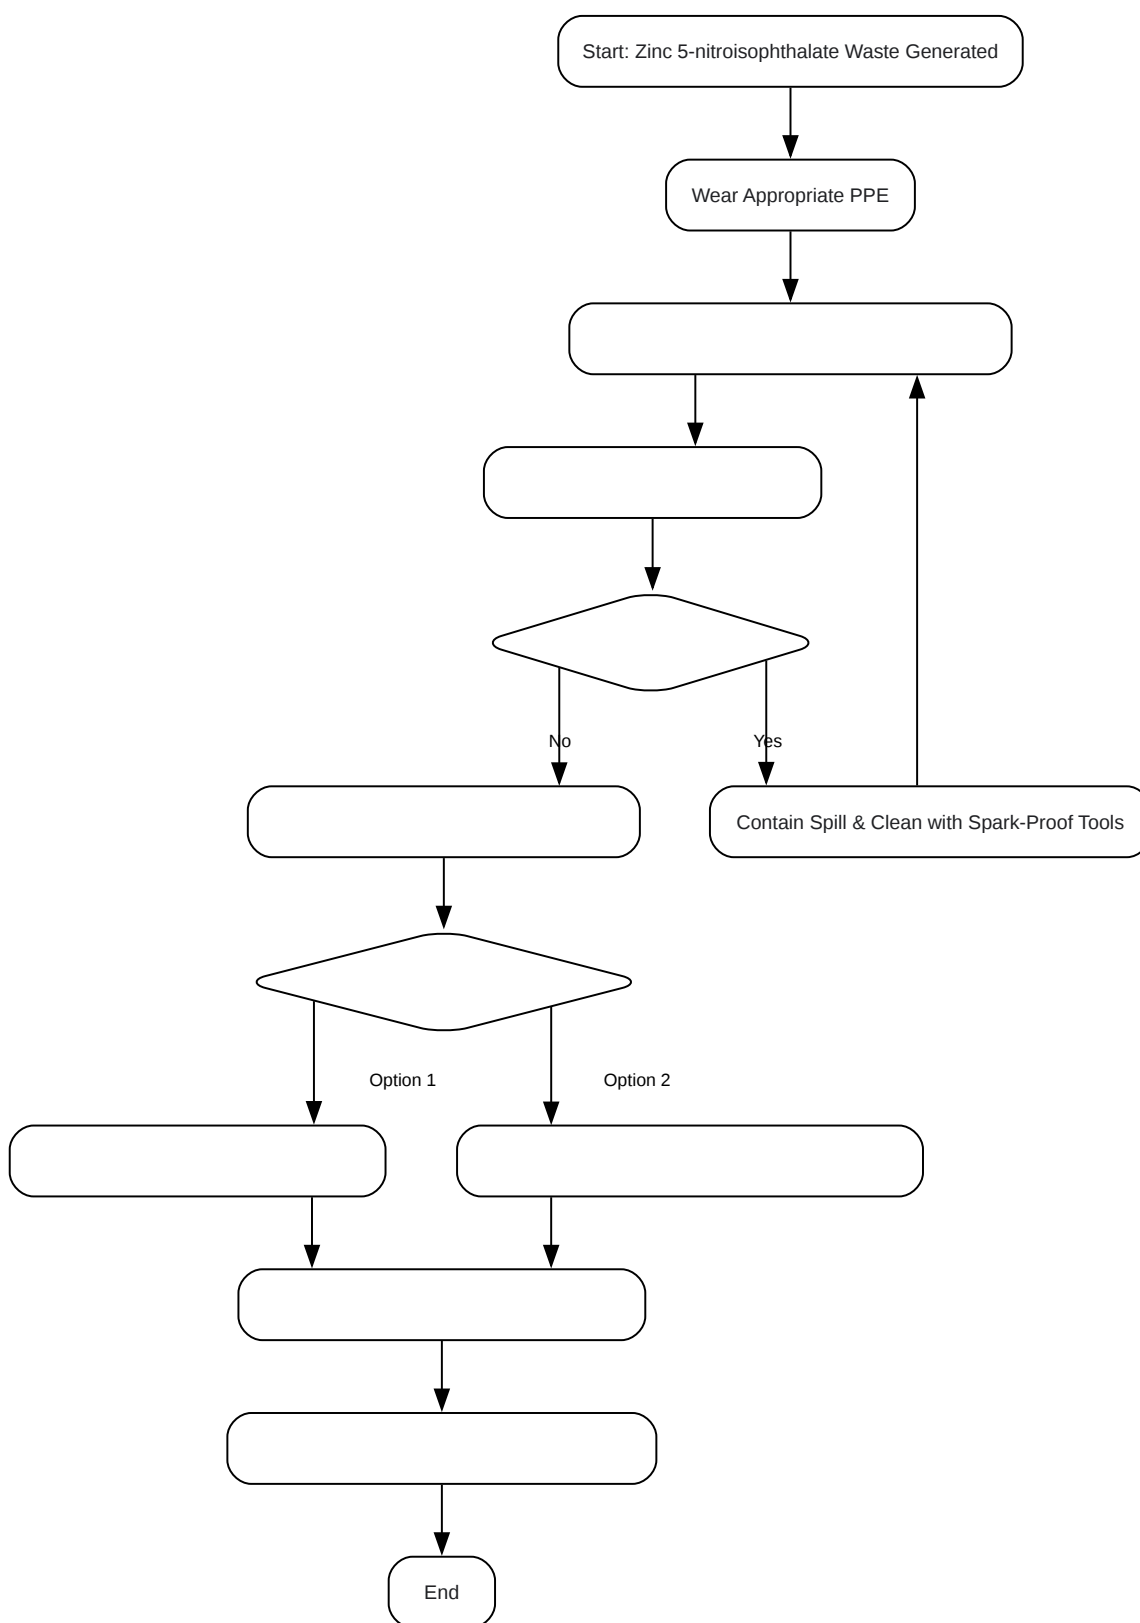 Start: Zinc 5-nitroisophthalate Waste Generated
Wear Appropriate PPE
No
Yes
Contain Spill & Clean with Spark-Proof Tools
Option 1
Option 2
End